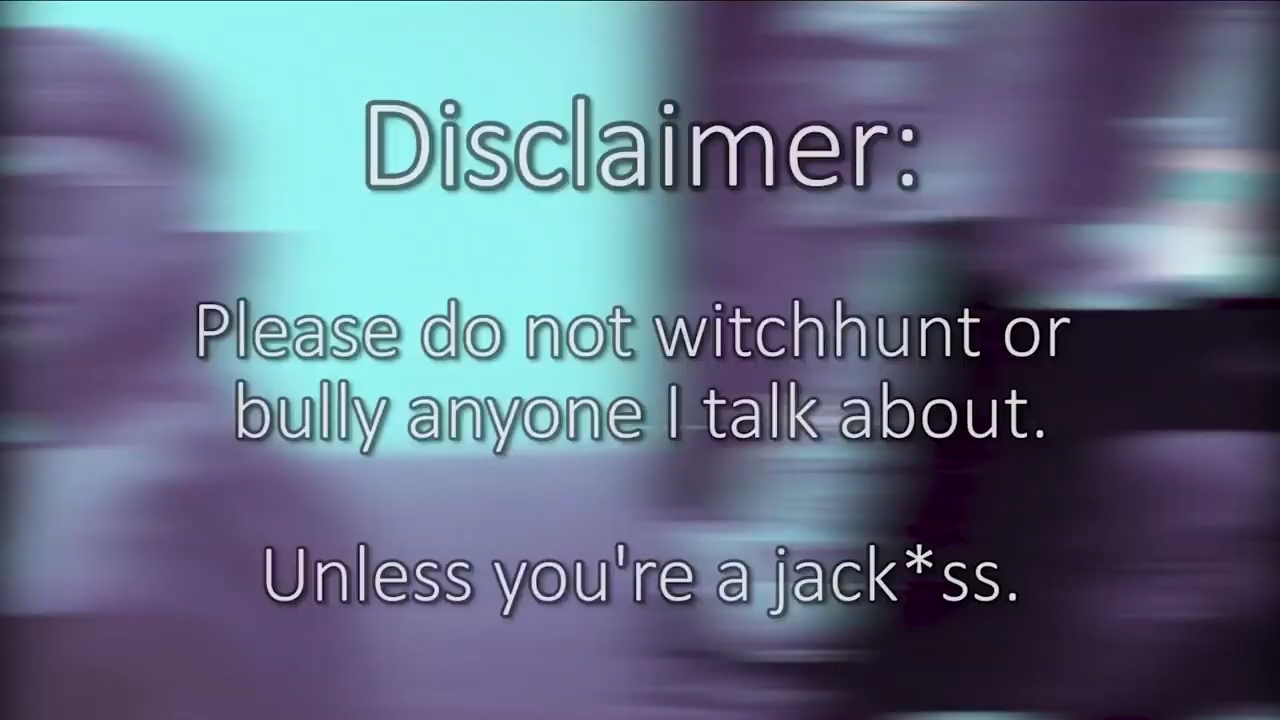 Disclaimer:
Please do not witchhunt or
bully anyone I talk about.
Unless you're a jack*ss.